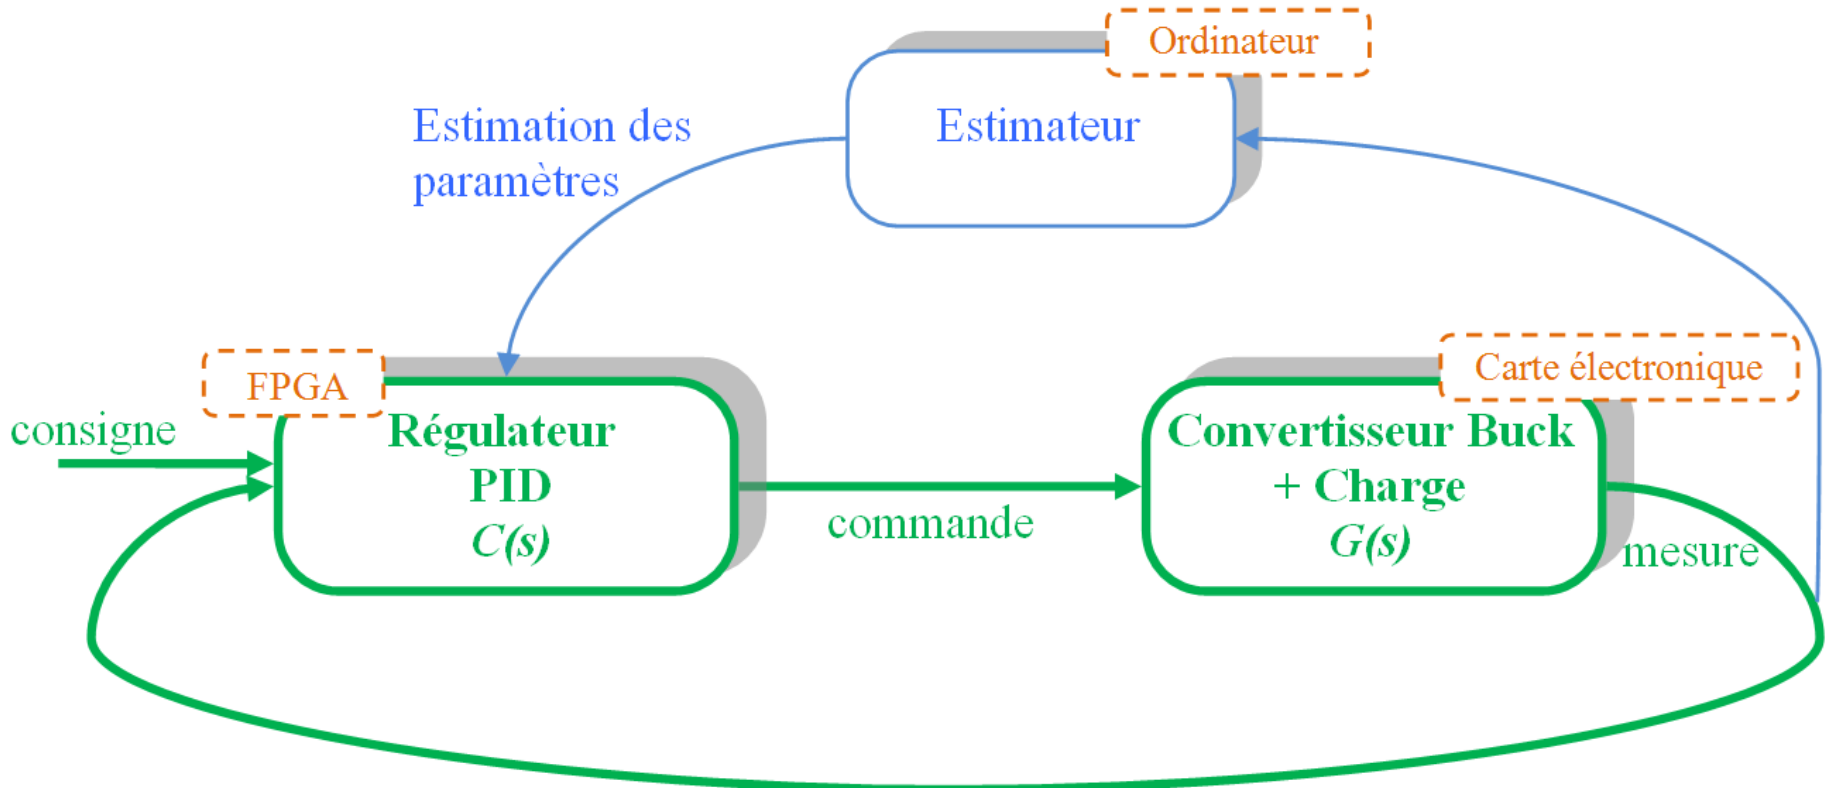 Ordinateur
Estimateur
Estimation des
paramètres
FPGA
Carte électronique
consigne
Régulateur
PID
C(s)
commande
Convertisseur Buck
+ Charge
G(s)
mesure